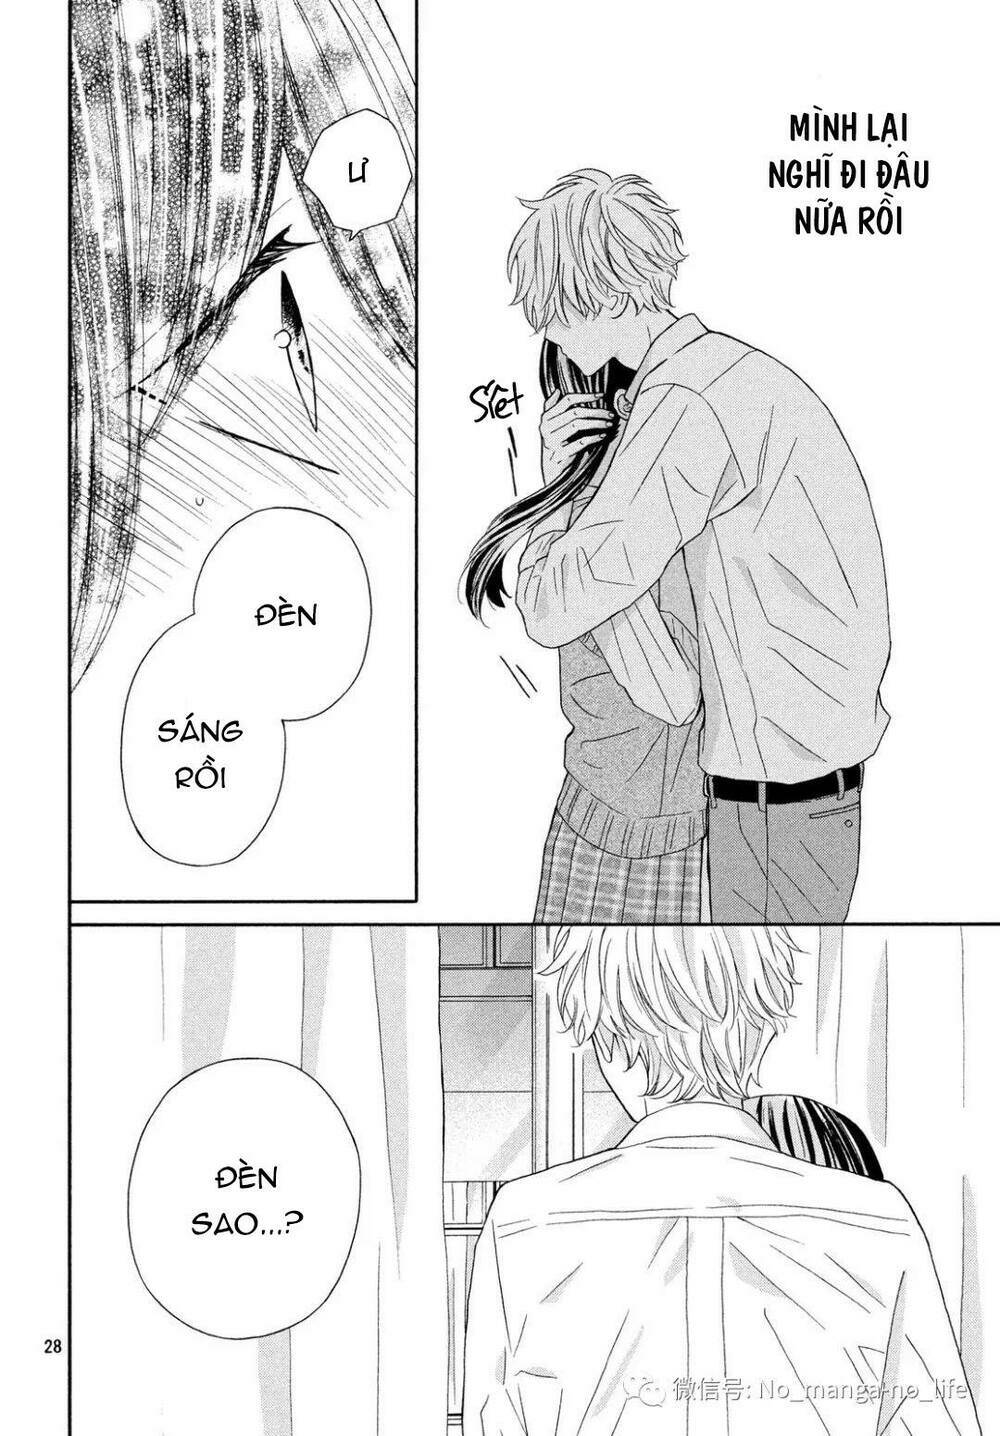 MÌNH LẠI
NGHĨ ĐI ĐÂU
NỮA RỒI
Siết
Ư
ĐÈN
SÁNG
RỒI
ĐÈN
SAO...?
28
微信号: No_manga-no_life